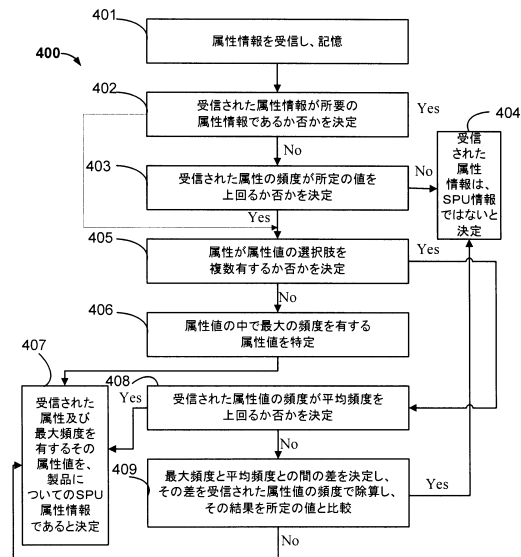 401
属性情報を受信し、記憶
400
402
受信された属性情報が所要の
属性情報であるか否かを決定
Yes
404
No
403
受信された属性の頻度が所定の値を
上回るか否かを決定
No
Yes
受信
された
属性
情報は、
SPU情報
ではないと
決定
405
属性が属性値の選択肢を
複数有するか否かを決定
Yes
No
406
属性値の中で最大の頻度を有する
属性値を特定
407
408
受信された属性値の頻度が平均頻度を
上回るか否かを決定
Yes
No
受信された
属性及び
最大頻度を
有するその
属性値を、
製品に
ついてのSPU
属性情報
であると決定
409
最大頻度と平均頻度との間の差を決定し、
その差を受信された属性値の頻度で除算し、
その結果を所定の値と比較
Yes
No